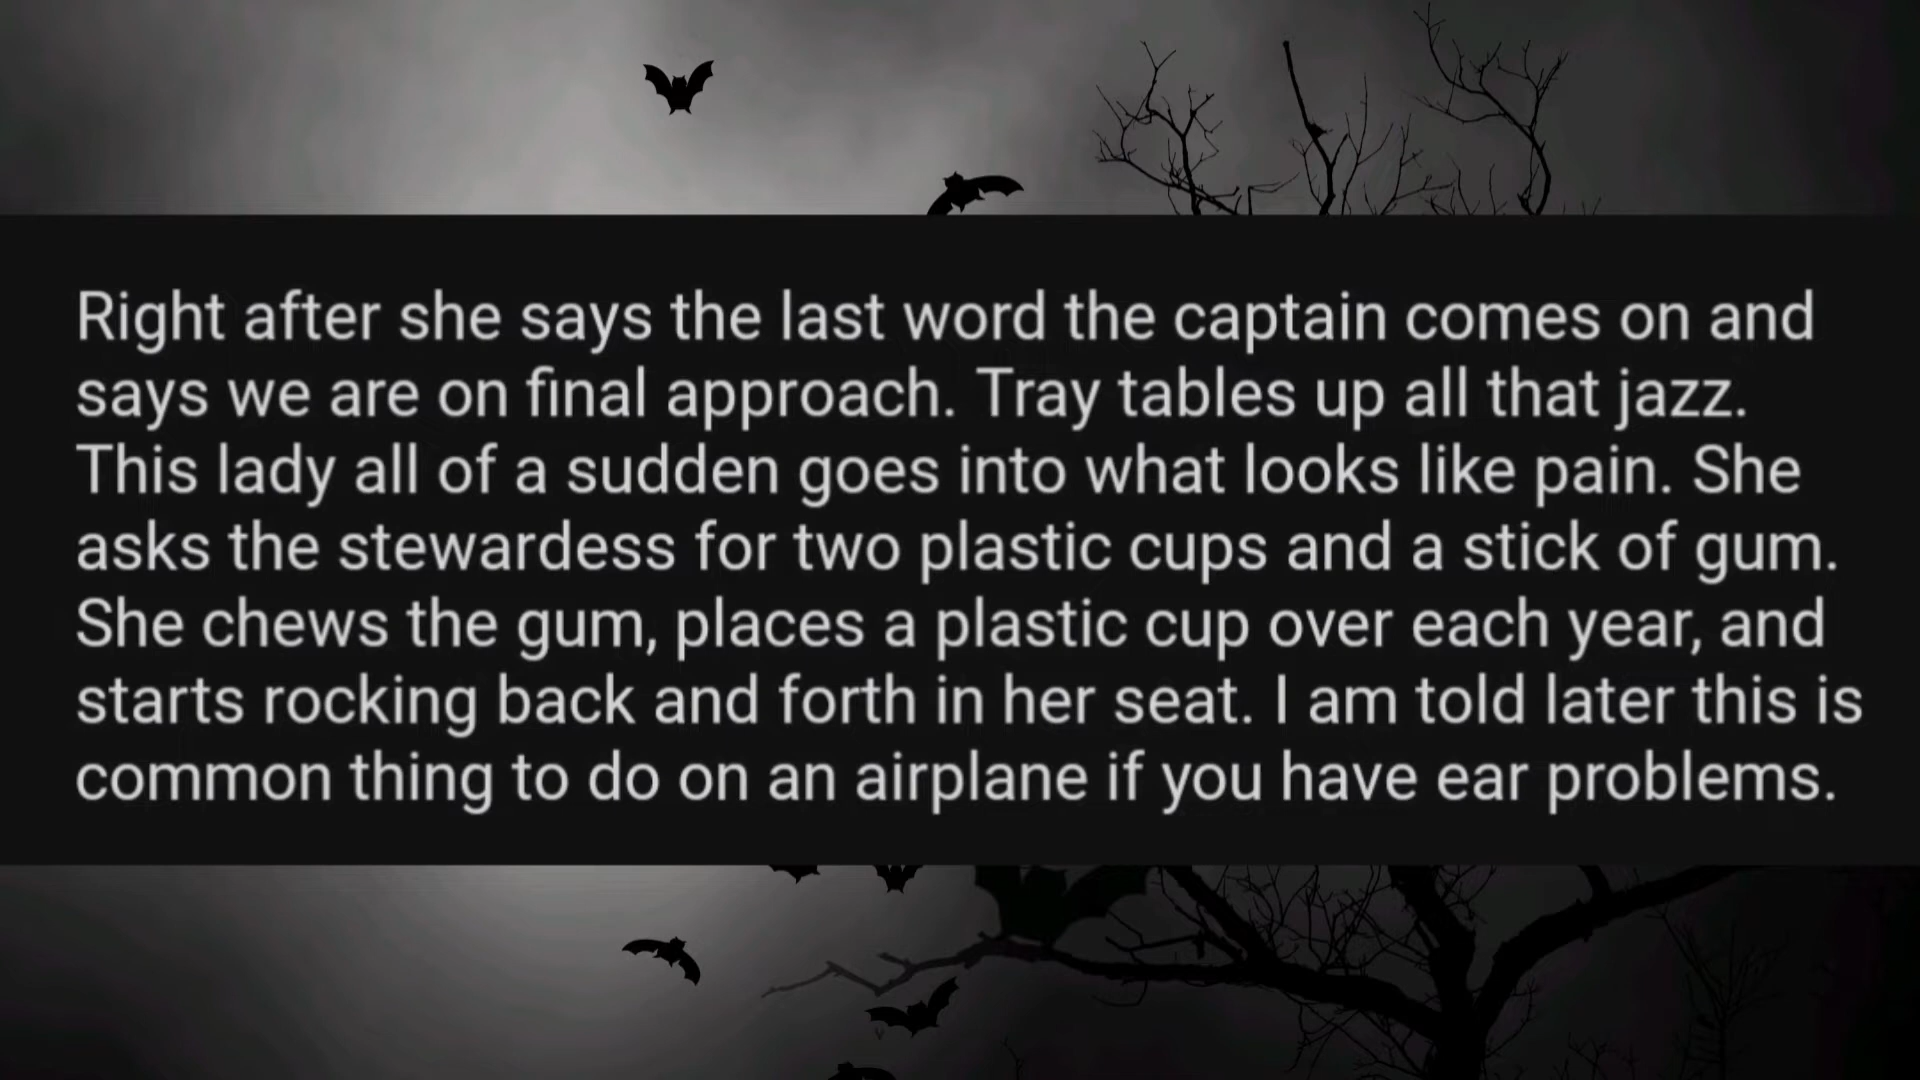 Right after she says the last word the captain comes on and
says we are on final approach. Tray tables up all that jazz.
This lady all of a sudden goes into what looks like pain. She
asks the stewardess for two plastic cups and a stick of gum.
She chews the gum, places a plastic cup over each year, and
starts rocking back and forth in her seat. I am told later this is
common thing to do on an airplane if you have ear problems.